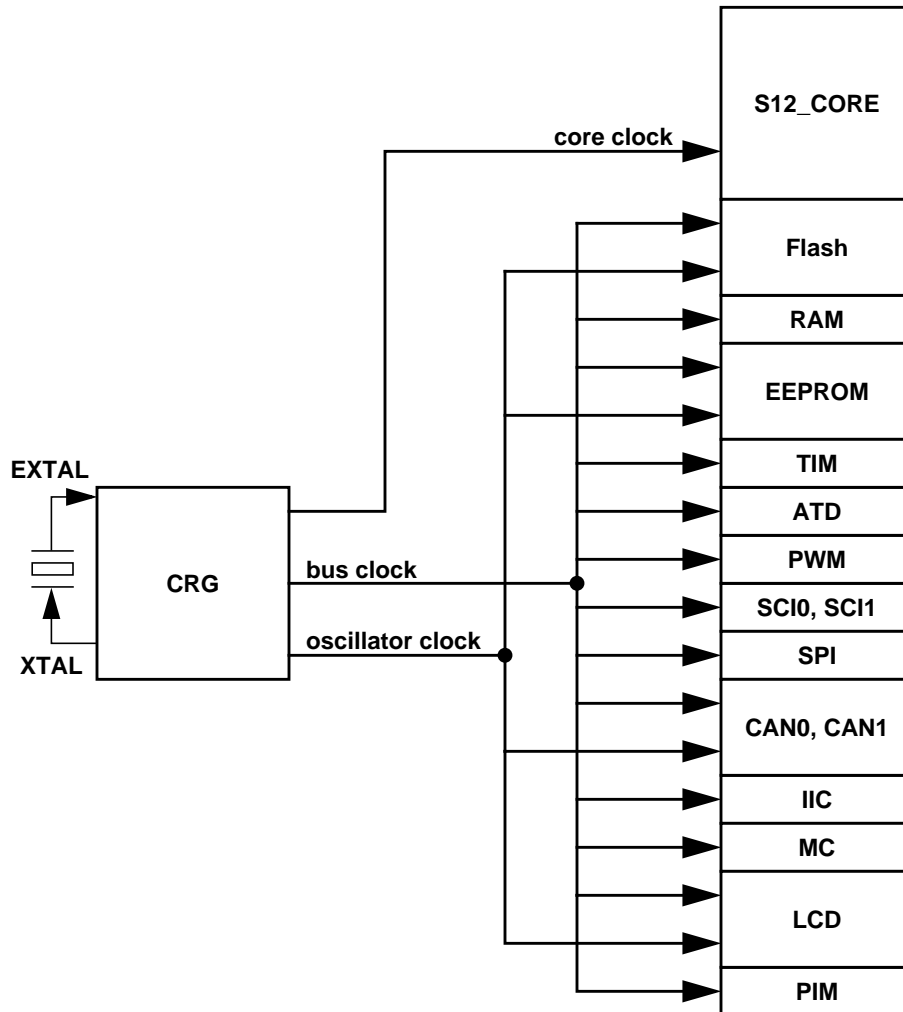 S12_CORE
core clock
Flash
RAM
EEPROM
TIM
EXTAL
ATD
PWM
bus clock
CRG
SCI0, SCI1
oscillator clock
SPI
XTAL
CAN0, CAN1
IIC
MC
LCD
PIM